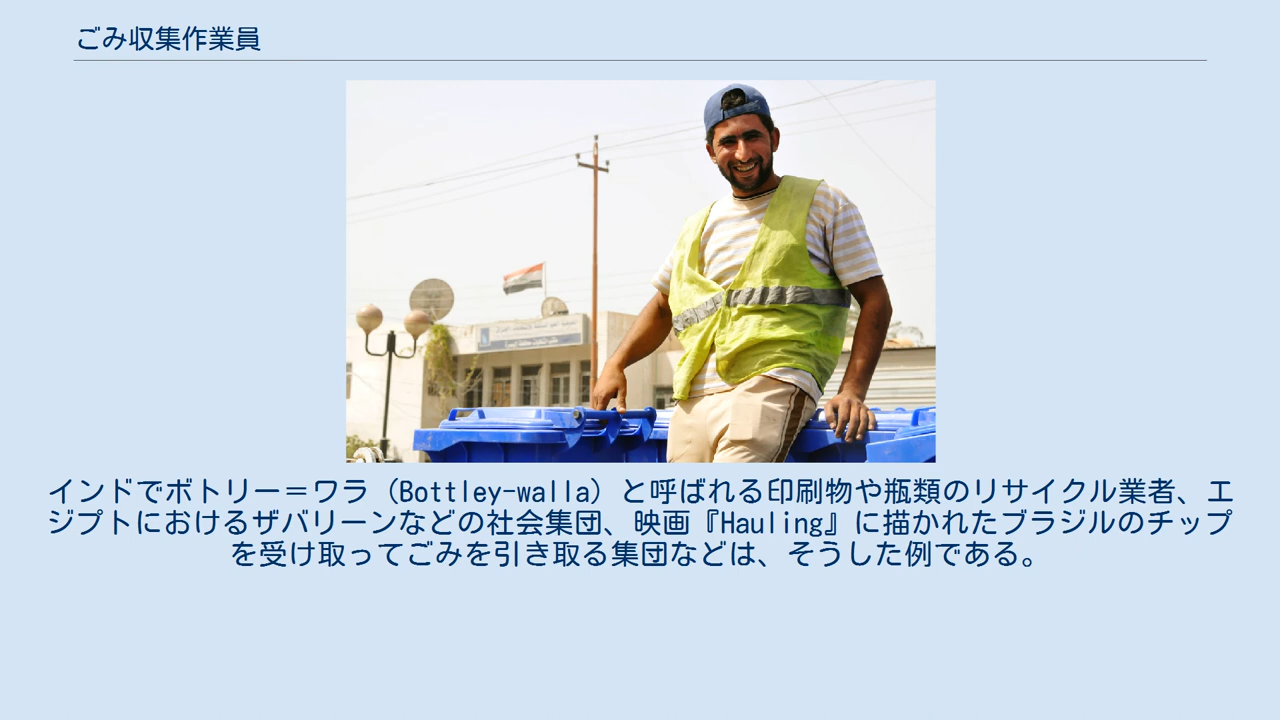 ごみ収集作業員
インドでボトリー＝ワラ（Bottley-walla）と呼ばれる印刷物や瓶類のリサイクル業者、エ
ジプトにおけるザバリーンなどの社会集団、映画『Hauling』に描かれたブラジルのチップ
を受け取ってごみを引き取る集団などは、そうした例である。